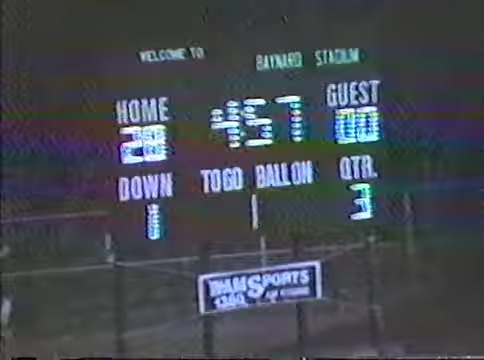 WELCOME TO BAYNARD STADIUM
HOME 4:57 GUEST
28 00
DOWN TO GO BALL ON QTR.
1 1 3
SPORTS